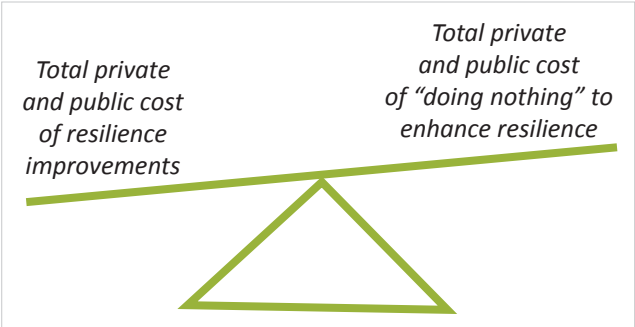 Total private
and public cost
of resilience
improvements
Total private
and public cost
of “doing nothing” to
enhance resilience